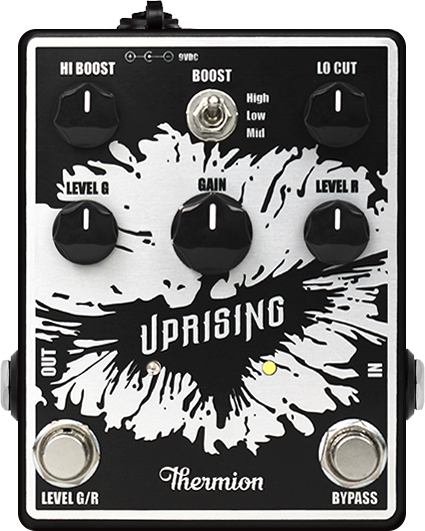 9VDC
HI BOOST
BOOST
LO CUT
High
Low
Mid
LEVEL G
GAIN
LEVEL R
UPRISING
OUT
IN
Thermion
LEVEL G/R
BYPASS